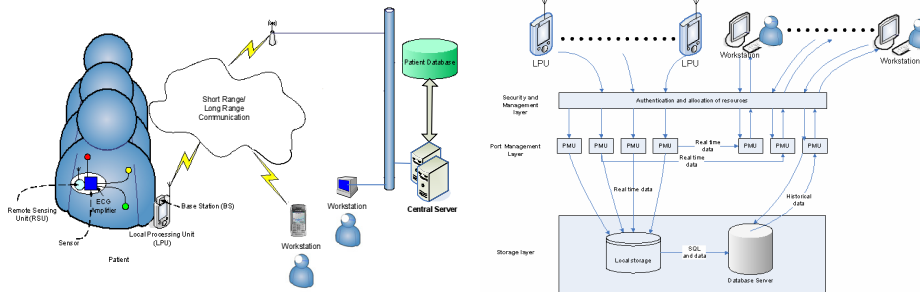 Patient Database
Short Range/
Long Range
Communication
ECG
Amplifier
Remote Sensing
Unit(RSU)
Sensor
Patient
Base Station (BS)
Local Processing Unit
(LPU)
Workstation
Workstation
Central Server
LPU
LPU
Workstation
Workstation
Security and
Management
layer
Authentication and allocation of resources
Port Management
Layer
PMU
PMU
PMU
PMU
Real time
data
PMU
PMU
PMU
Real time
data
Real time data
Historical
data
Storage layer
Local storage
SQL
and data
Database Server